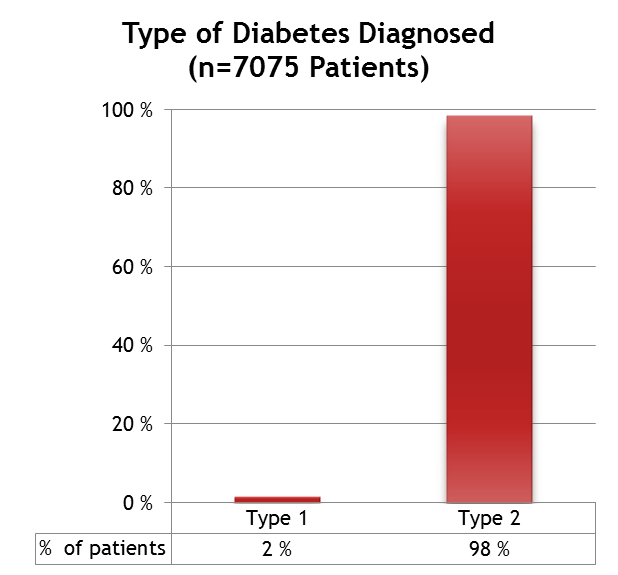 Type of Diabetes Diagnosed
(n=7075 Patients)
100 %
80 %
60 %
40 %
20 %
0 %
Type 1 Type 2
% of patients 2 % 98 %